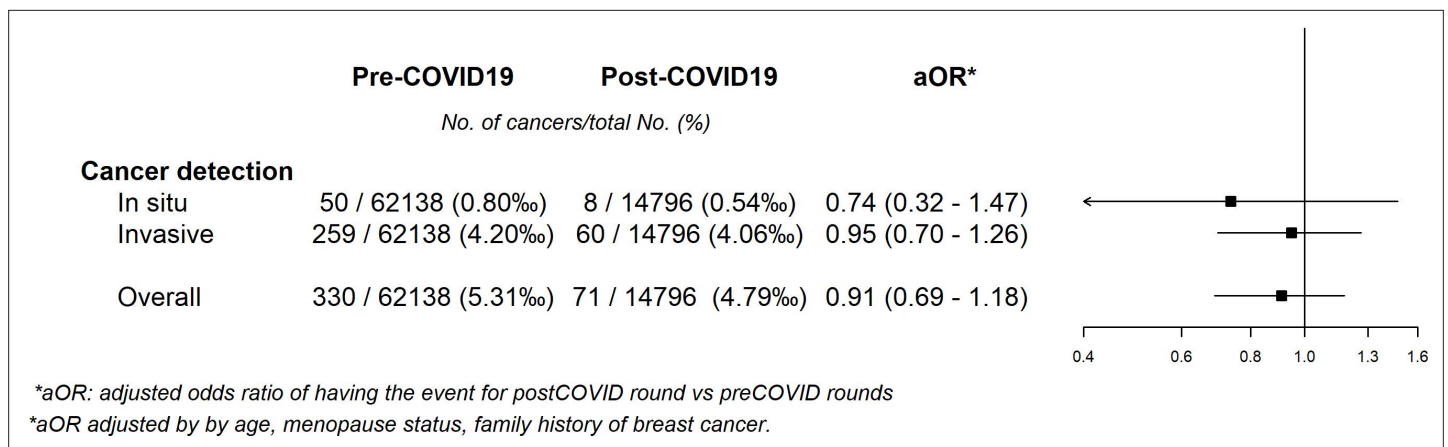 Pre-COVID19 Post-COVID19 aOR*
No. of cancers/total No. (%)
Cancer detection
In situ 50 / 62138 (0.80‰) 8 / 14796 (0.54‰) 0.74 (0.32 - 1.47)
Invasive 259 / 62138 (4.20‰) 60 / 14796 (4.06‰) 0.95 (0.70 - 1.26)
Overall 330 / 62138 (5.31‰) 71 / 14796 (4.79‰) 0.91 (0.69 - 1.18)
0.4 0.6 0.8 1.0 1.3 1.6
*aOR: adjusted odds ratio of having the event for postCOVID round vs preCOVID rounds
*aOR adjusted by by age, menopause status, family history of breast cancer.